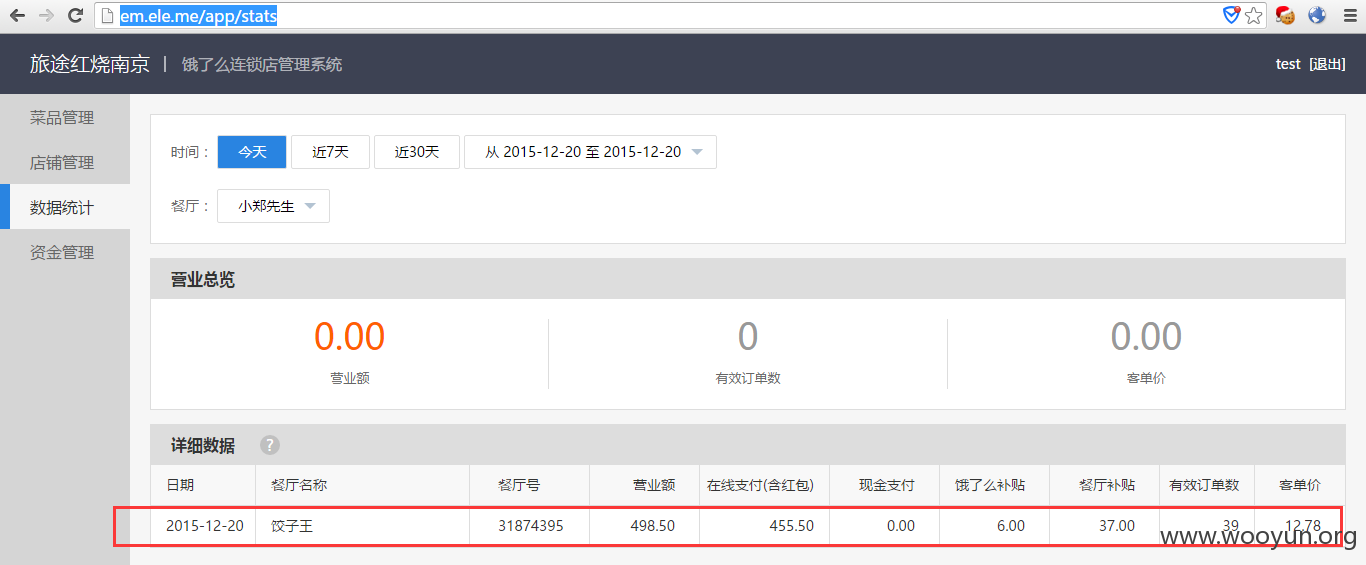 em.ele.me/app/stats
旅途红烧南京 | 饿了么连锁店管理系统 test [退出]
菜品管理
店铺管理
数据统计
资金管理
时间： 今天 近7天 近30天 从 2015-12-20 至 2015-12-20
餐厅： 小郑先生
营业总览
0.00 0 0.00
营业额 有效订单数 客单价
详细数据 ?
日期 餐厅名称 餐厅号 营业额 在线支付(含红包) 现金支付 饿了么补贴 餐厅补贴 有效订单数 客单价
2015-12-20 饺子王 31874395 498.50 455.50 0.00 6.00 37.00 39 12.78
www.wooyun.org